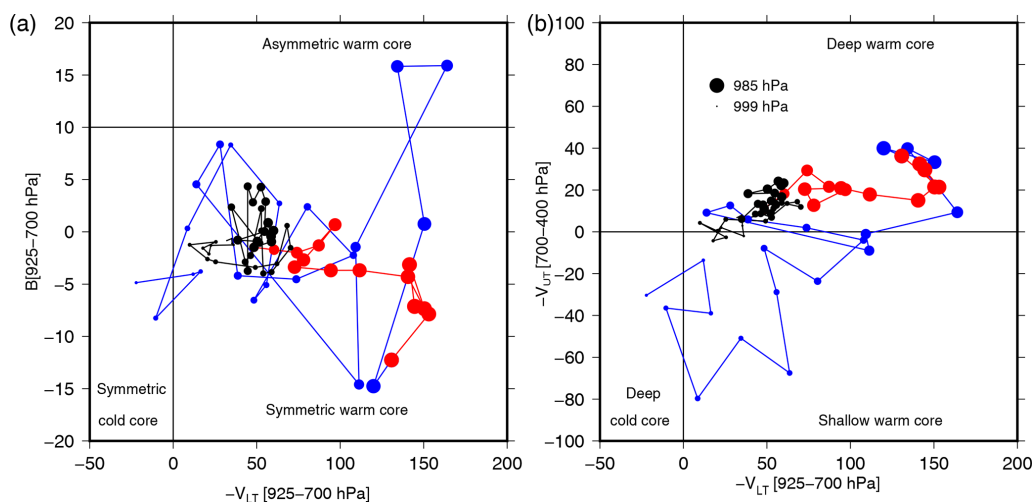 (a)
20
15
10
5
0
−5
−10
−15
−20
B[925−700 hPa]
Asymmetric warm core
Symmetric
cold core
Symmetric warm core
−50 0 50 100 150 200
−V_LT [925−700 hPa]
(b)
100
80
60
40
20
0
−20
−40
−60
−80
−100
−V_UT [700−400 hPa]
Deep warm core
985 hPa
999 hPa
Deep
cold core
Shallow warm core
−50 0 50 100 150 200
−V_LT [925−700 hPa]